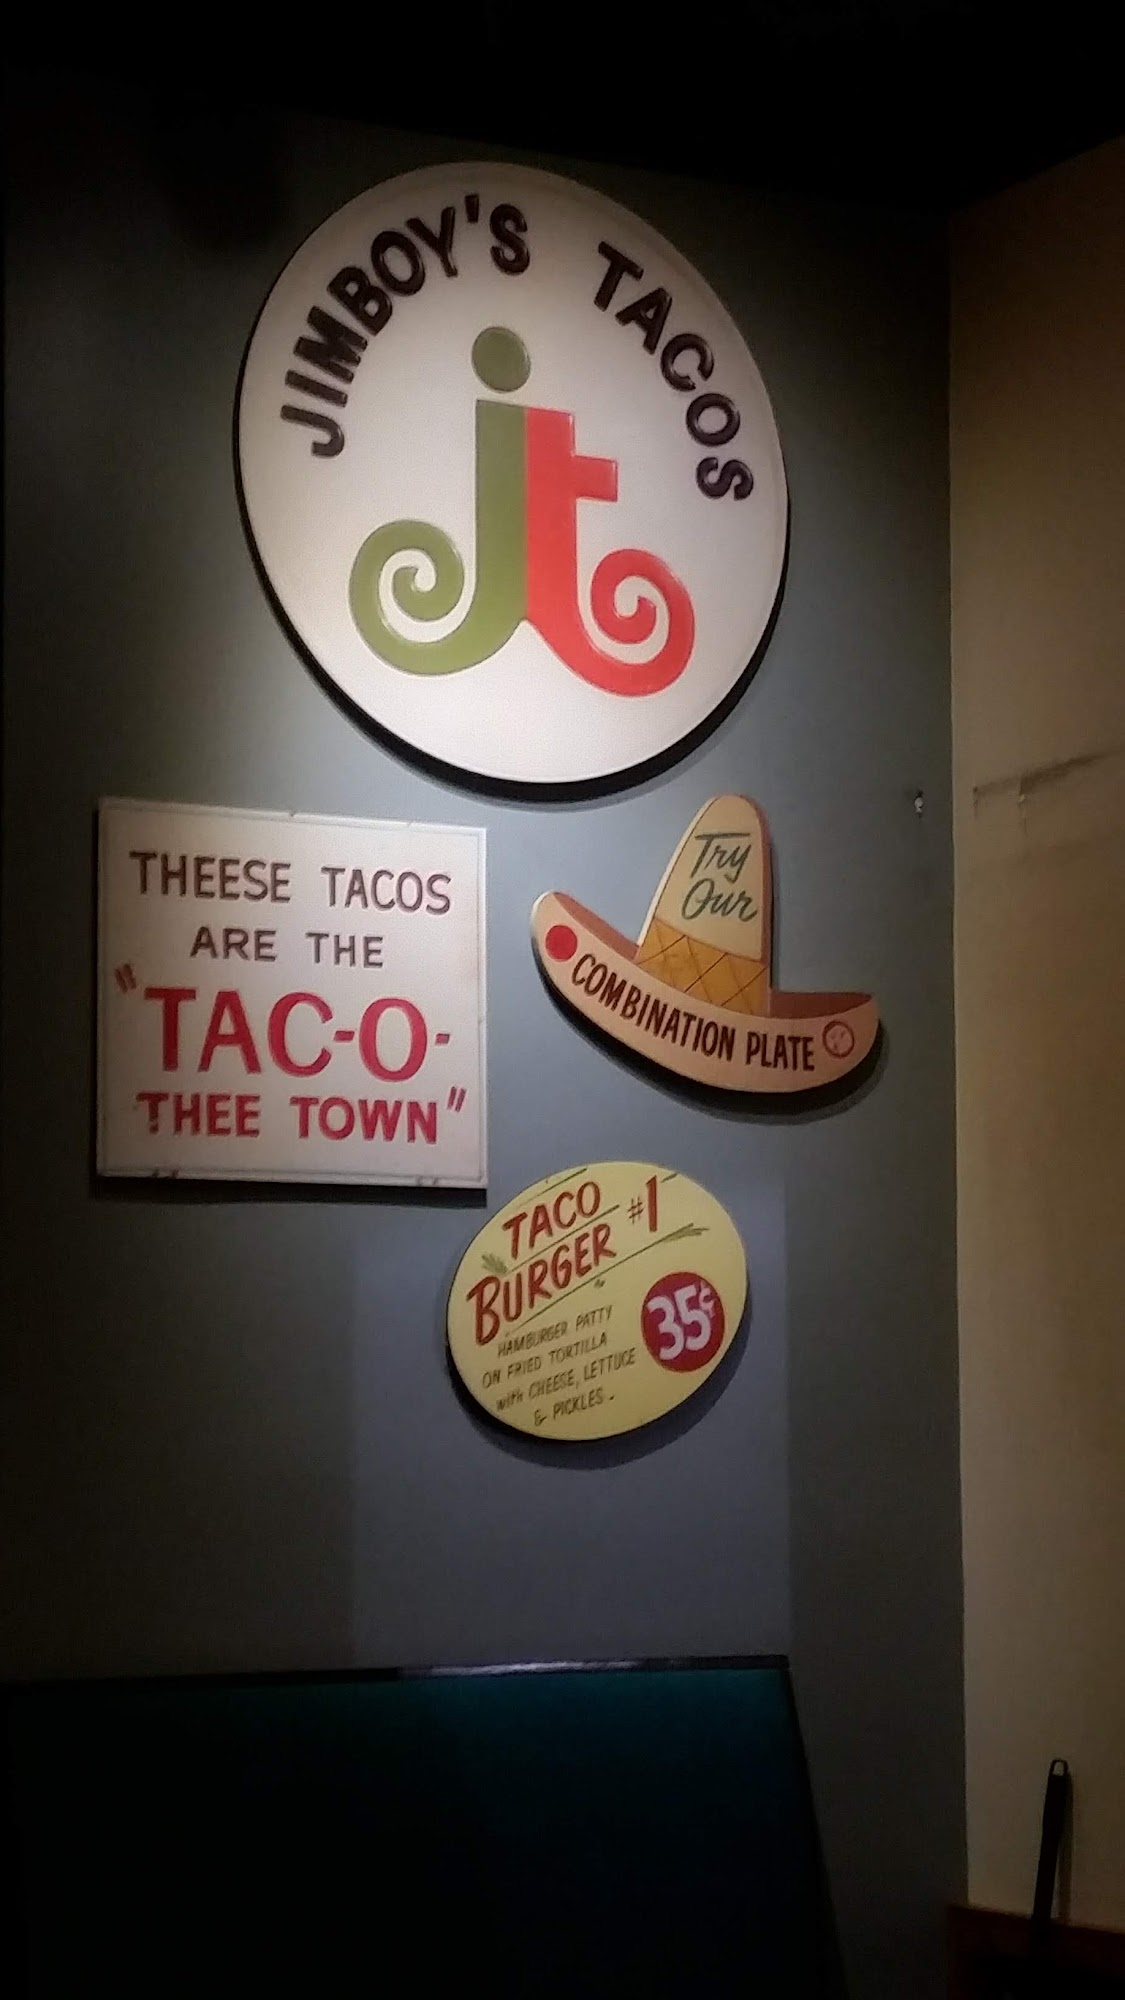 JIMBOY'S TACOS
jt
THEESE TACOS
ARE THE
"TAC-O-
THEE TOWN"
Try
Our
COMBINATION PLATE
TACO
BURGER #1
HAMBURGER PATTY
ON FRIED TORTILLA
with CHEESE, LETTUCE
& PICKLES.
35¢